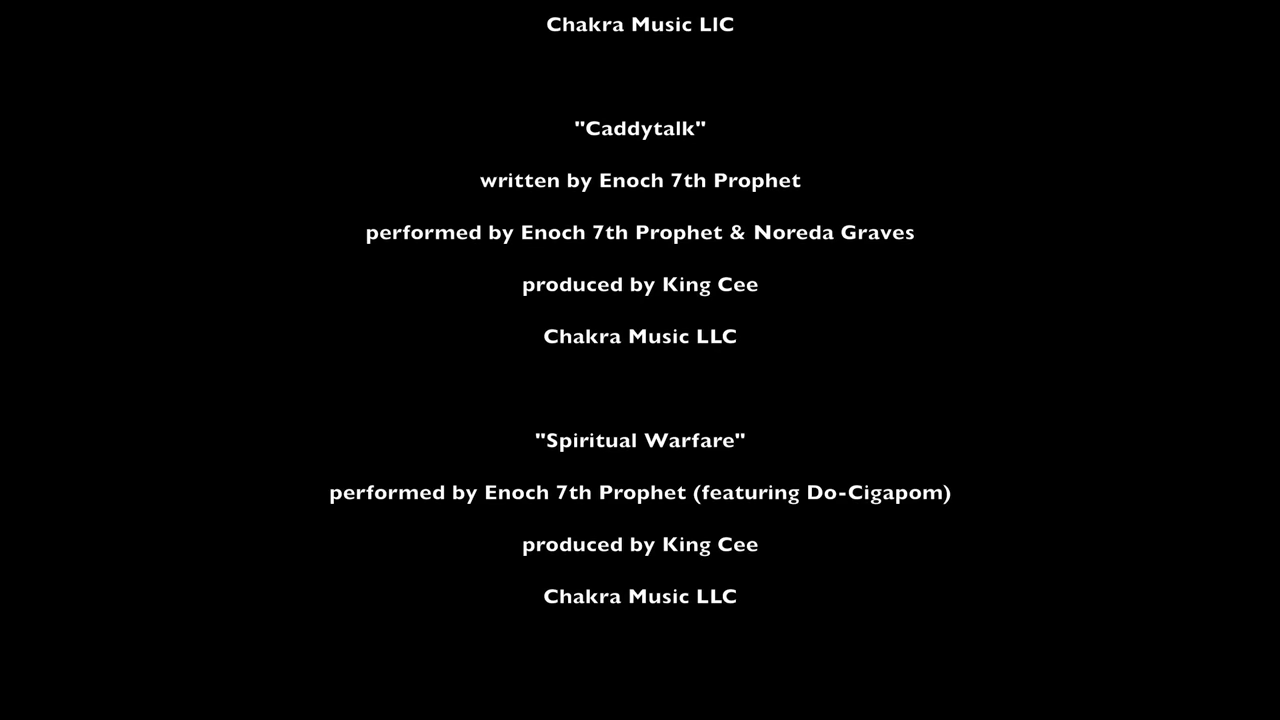 Chakra Music LlC
"Caddytalk"
written by Enoch 7th Prophet
performed by Enoch 7th Prophet & Noreda Graves
produced by King Cee
Chakra Music LLC
"Spiritual Warfare"
performed by Enoch 7th Prophet (featuring Do-Cigapom)
produced by King Cee
Chakra Music LLC